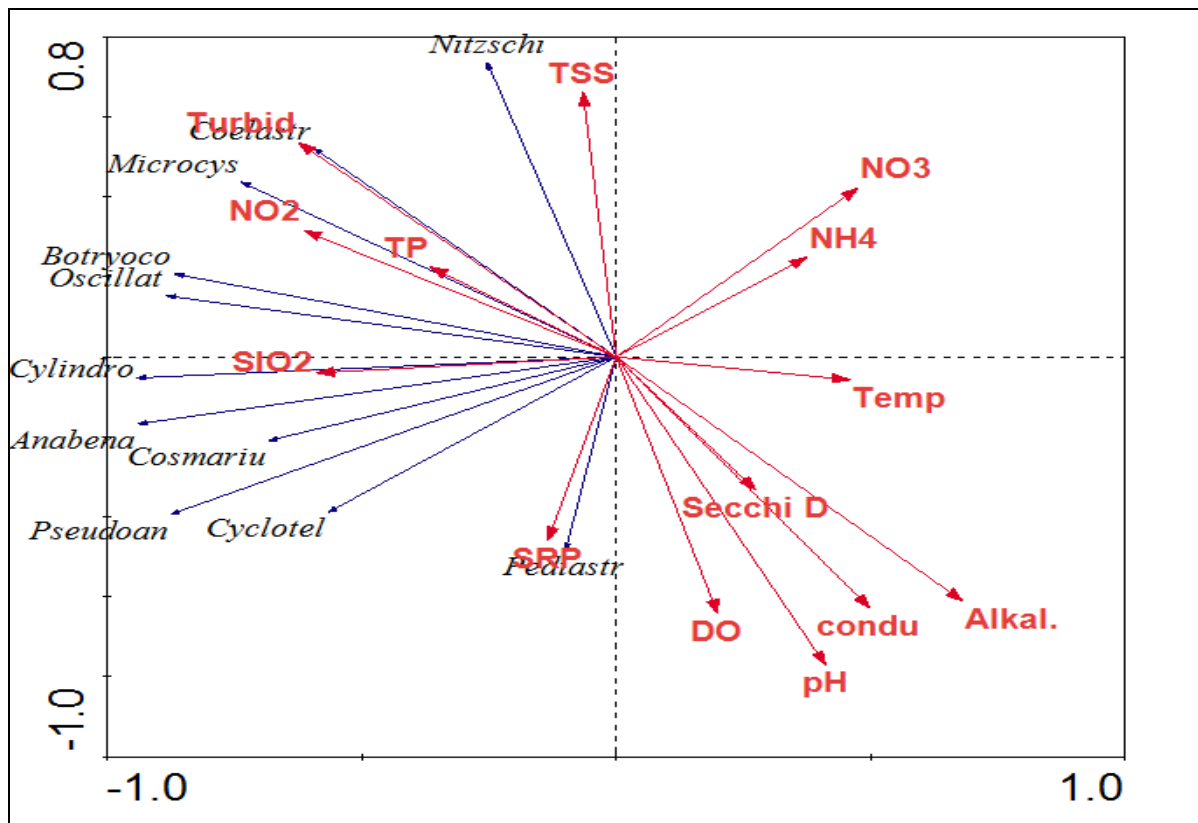 0.8
Nitzschi
TSS
Turbid
Coelastr
Microcys
NO3
NO2
NH4
TP
Botryoco
Oscillat
SIO2
Cylindro
Temp
Anabena
Cosmariu
Secchi D
Pseudoan
Cyclotel
SRP
Pediastr
DO
condu
Alkal.
pH
-1.0
-1.0
1.0